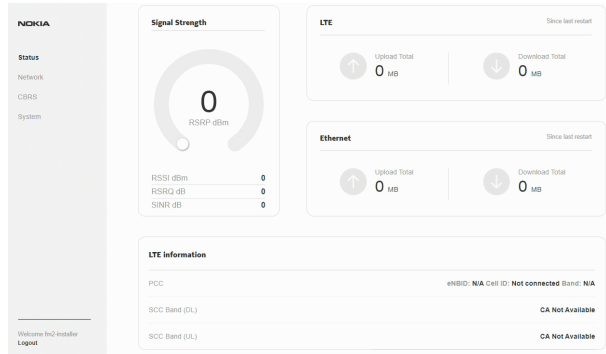 NOKIA
Status
Network
CBRS
System
Welcome fm2-installer
Logout
Signal Strength
0
RSRP dBm
RSSI dBm 0
RSRQ dB 0
SINR dB 0
LTE Since last restart
Upload Total
0 MB
Download Total
0 MB
Ethernet Since last restart
Upload Total
0 MB
Download Total
0 MB
LTE information
PCC eNBID: N/A Cell ID: Not connected Band: N/A
SCC Band (DL) CA Not Available
SCC Band (UL) CA Not Available